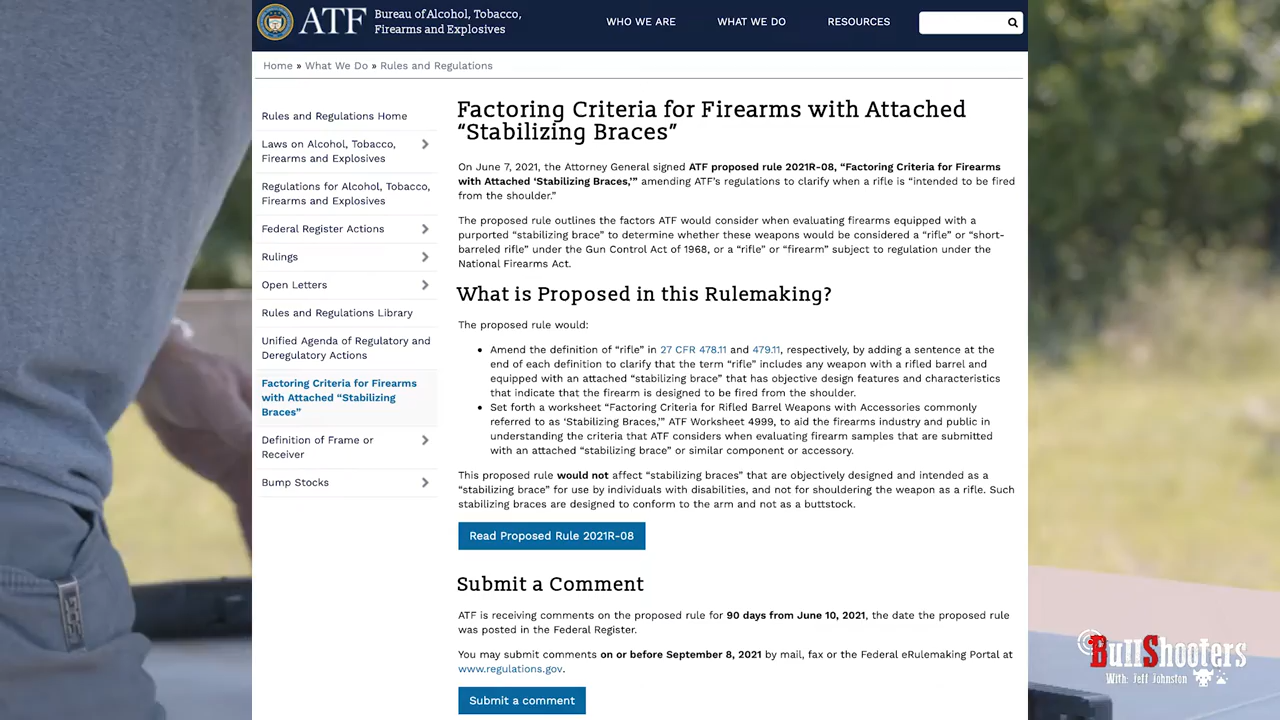 ATF
Bureau of Alcohol, Tobacco,
Firearms and Explosives
WHO WE ARE
WHAT WE DO
RESOURCES
Home » What We Do » Rules and Regulations
Rules and Regulations Home
Laws on Alcohol, Tobacco,
Firearms and Explosives
Regulations for Alcohol, Tobacco,
Firearms and Explosives
Federal Register Actions
Rulings
Open Letters
Rules and Regulations Library
Unified Agenda of Regulatory and
Deregulatory Actions
Factoring Criteria for Firearms
with Attached “Stabilizing
Braces”
Definition of Frame or
Receiver
Bump Stocks
Factoring Criteria for Firearms with Attached
“Stabilizing Braces”
On June 7, 2021, the Attorney General signed ATF proposed rule 2021R-08, “Factoring Criteria for Firearms
with Attached ‘Stabilizing Braces,’” amending ATF’s regulations to clarify when a rifle is “intended to be fired
from the shoulder.”
The proposed rule outlines the factors ATF would consider when evaluating firearms equipped with a
purported “stabilizing brace” to determine whether these weapons would be considered a “rifle” or “short-
barreled rifle” under the Gun Control Act of 1968, or a “rifle” or “firearm” subject to regulation under the
National Firearms Act.
What is Proposed in this Rulemaking?
The proposed rule would:
• Amend the definition of “rifle” in 27 CFR 478.11 and 479.11, respectively, by adding a sentence at the
end of each definition to clarify that the term “rifle” includes any weapon with a rifled barrel and
equipped with an attached “stabilizing brace” that has objective design features and characteristics
that indicate that the firearm is designed to be fired from the shoulder.
• Set forth a worksheet “Factoring Criteria for Rifled Barrel Weapons with Accessories commonly
referred to as ‘Stabilizing Braces,’” ATF Worksheet 4999, to aid the firearms industry and public in
understanding the criteria that ATF considers when evaluating firearm samples that are submitted
with an attached “stabilizing brace” or similar component or accessory.
This proposed rule would not affect “stabilizing braces” that are objectively designed and intended as a
“stabilizing brace” for use by individuals with disabilities, and not for shouldering the weapon as a rifle. Such
stabilizing braces are designed to conform to the arm and not as a buttstock.
Read Proposed Rule 2021R-08
Submit a Comment
ATF is receiving comments on the proposed rule for 90 days from June 10, 2021, the date the proposed rule
was posted in the Federal Register.
You may submit comments on or before September 8, 2021 by mail, fax or the Federal eRulemaking Portal at
www.regulations.gov.
Submit a comment
BullShooters
With: Jeff Johnston